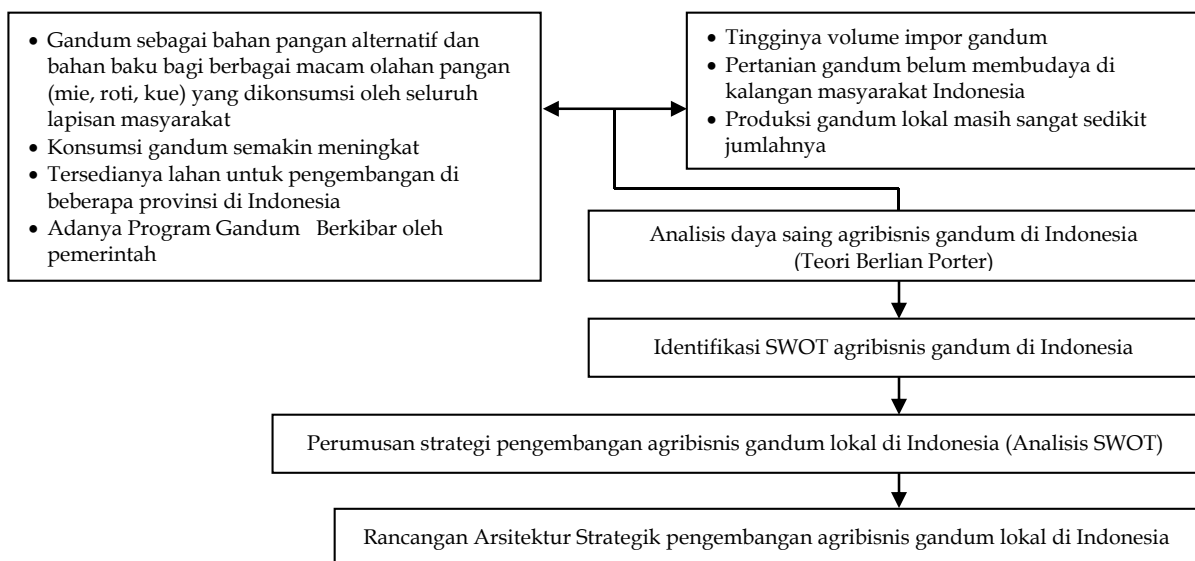 • Gandum sebagai bahan pangan alternatif dan
bahan baku bagi berbagai macam olahan pangan
(mie, roti, kue) yang dikonsumsi oleh seluruh
lapisan masyarakat
• Konsumsi gandum semakin meningkat
• Tersedianya lahan untuk pengembangan di
beberapa provinsi di Indonesia
• Adanya Program Gandum Berkibar oleh
pemerintah
• Tingginya volume impor gandum
• Pertanian gandum belum membudaya di
kalangan masyarakat Indonesia
• Produksi gandum lokal masih sangat sedikit
jumlahnya
Analisis daya saing agribisnis gandum di Indonesia
(Teori Berlian Porter)
Identifikasi SWOT agribisnis gandum di Indonesia
Perumusan strategi pengembangan agribisnis gandum lokal di Indonesia (Analisis SWOT)
Rancangan Arsitektur Strategik pengembangan agribisnis gandum lokal di Indonesia